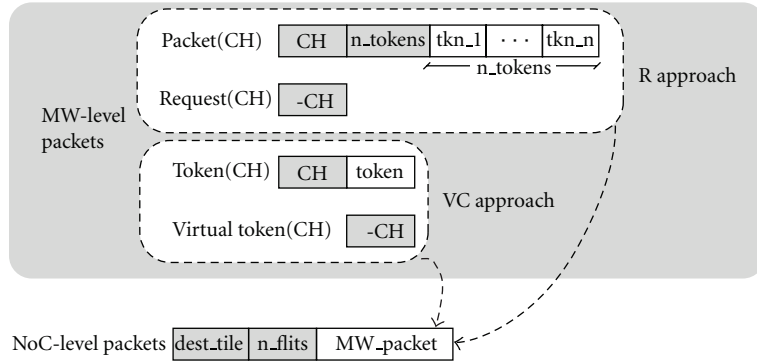 Packet(CH) CH n_tokens tkn_1 ··· tkn_n
n_tokens
R approach
Request(CH) -CH
MW-level
packets
Token(CH) CH token
VC approach
Virtual token(CH) -CH
NoC-level packets dest_tile n_flits MW_packet